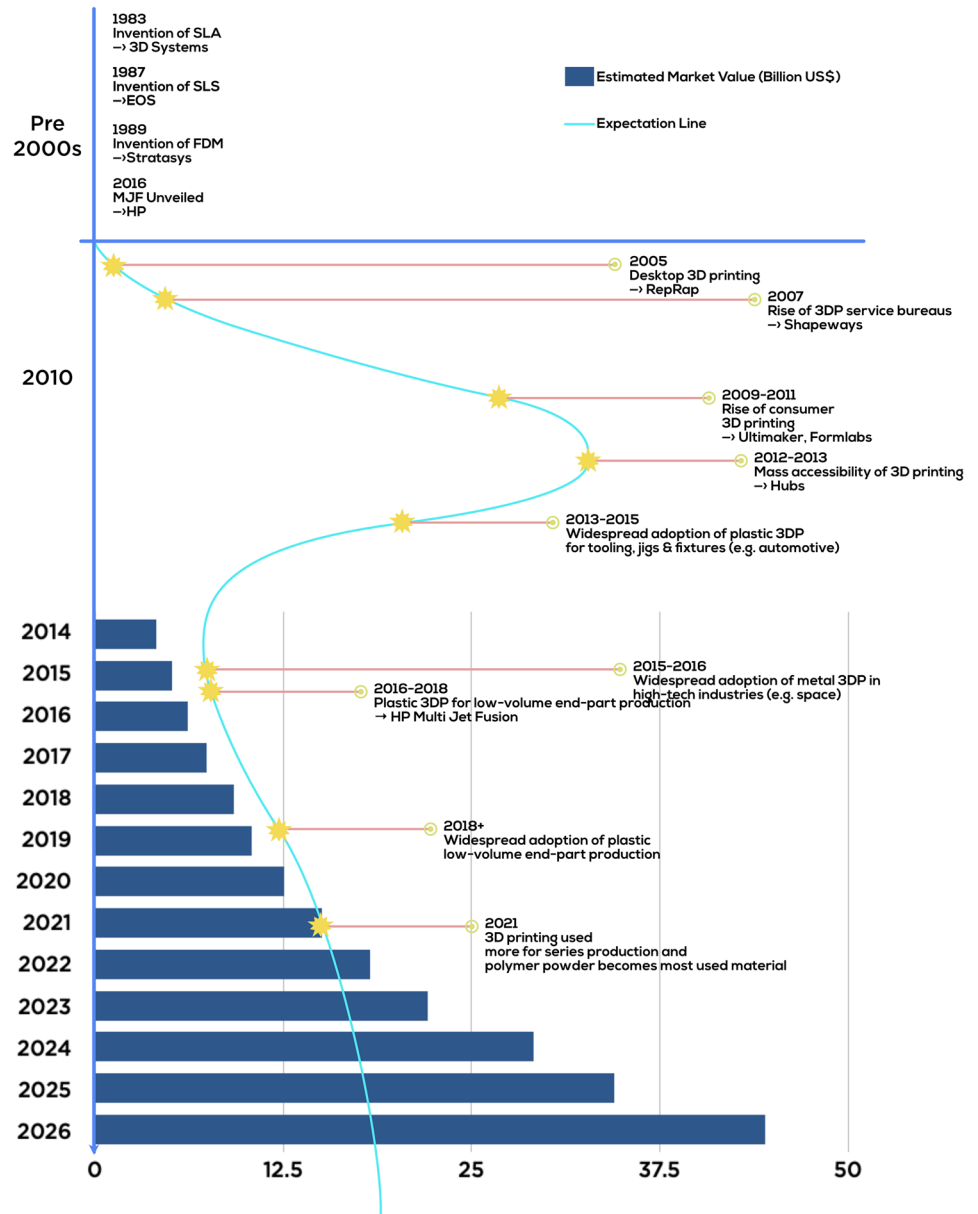 1983
Invention of SLA
—› 3D Systems
1987
Invention of SLS
—›EOS
Pre
2000s
1989
Invention of FDM
—›Stratasys
2016
MJF Unveiled
—›HP
Estimated Market Value (Billion US$)
Expectation Line
2005
Desktop 3D printing
—› RepRap
2007
Rise of 3DP service bureaus
—› Shapeways
2010
2009-2011
Rise of consumer
3D printing
—› Ultimaker, Formlabs
2012-2013
Mass accessibility of 3D printing
—› Hubs
2013-2015
Widespread adoption of plastic 3DP
for tooling, jigs & fixtures (e.g. automotive)
2014
2015
2015-2016
Widespread adoption of metal 3DP in
high-tech industries (e.g. space)
2016-2018
Plastic 3DP for low-volume end-part production
→ HP Multi Jet Fusion
2016
2017
2018
2018+
Widespread adoption of plastic
low-volume end-part production
2019
2020
2021
2021
3D printing used
more for series production and
polymer powder becomes most used material
2022
2023
2024
2025
2026
0 12.5 25 37.5 50